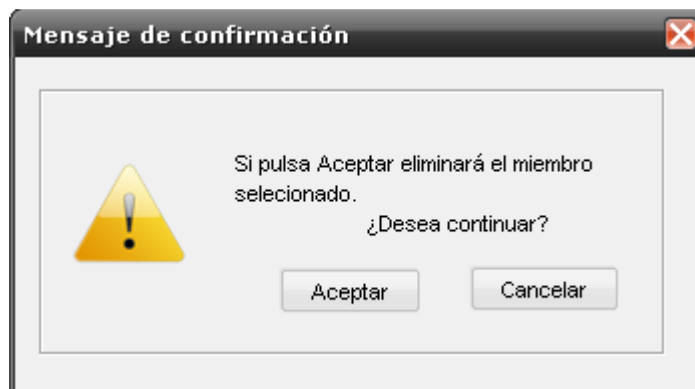 Mensaje de confirmación
Si pulsa Aceptar eliminará el miembro
selecionado.
¿Desea continuar?
Aceptar
Cancelar